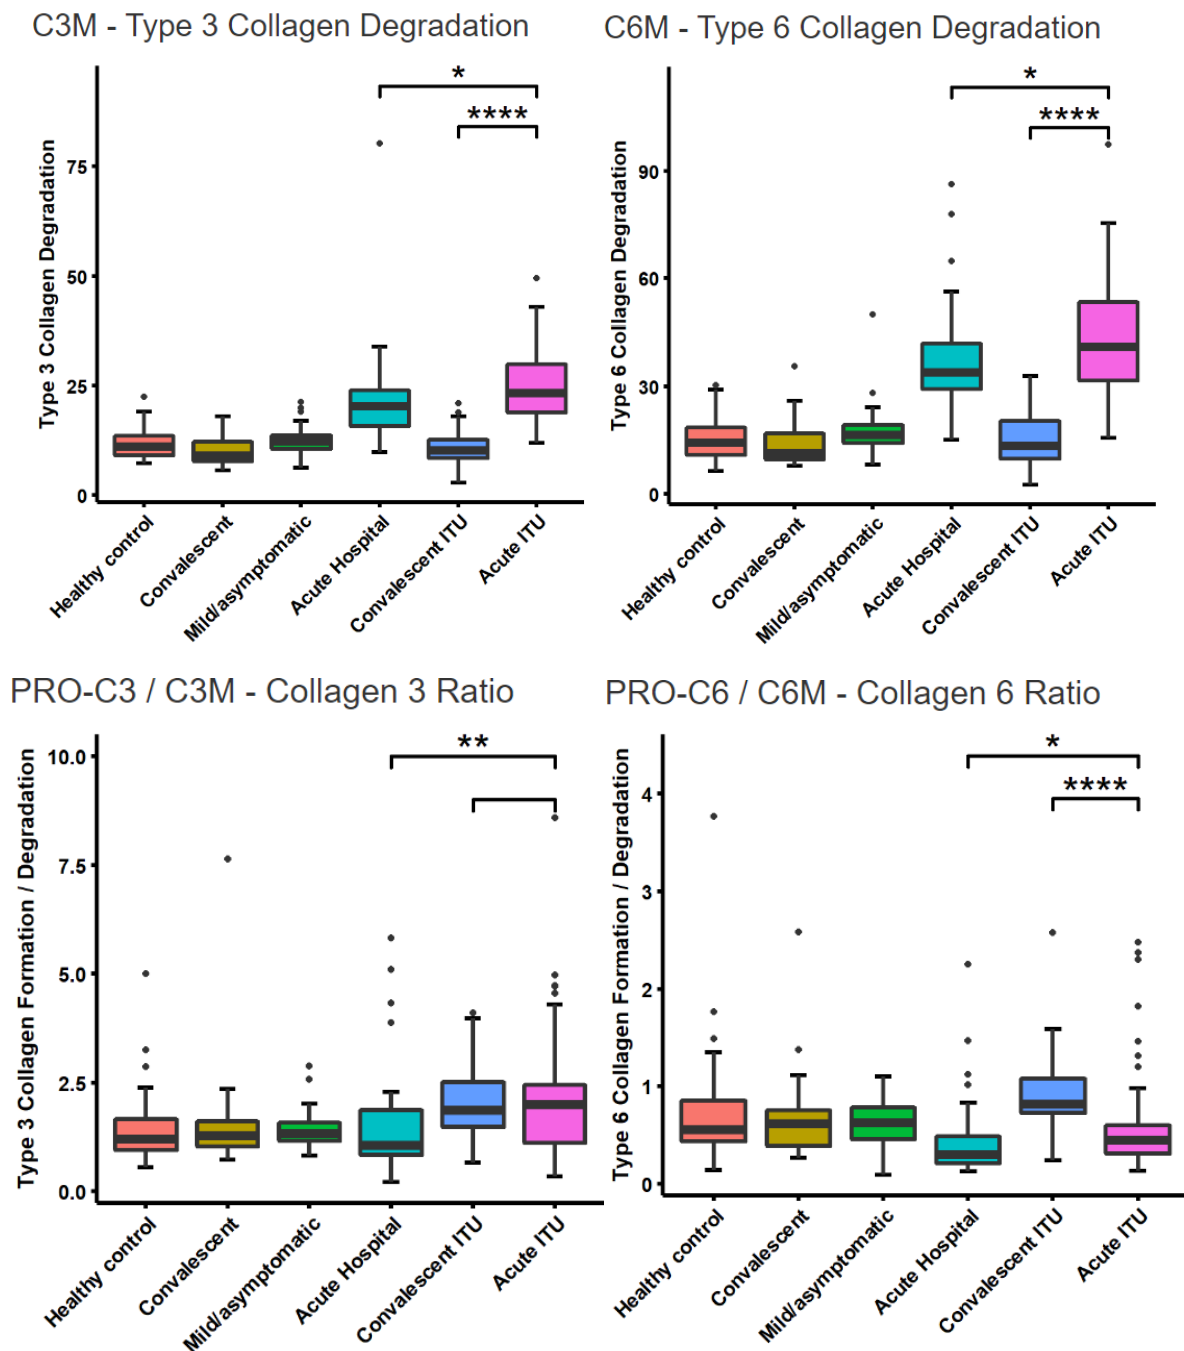 C3M - Type 3 Collagen Degradation
*
****
Type 3 Collagen Degradation
75
50
25
0
Healthy control
Convalescent
Mild/asymptomatic
Acute Hospital
Convalescent ITU
Acute ITU
C6M - Type 6 Collagen Degradation
*
****
Type 6 Collagen Degradation
90
60
30
0
Healthy control
Convalescent
Mild/asymptomatic
Acute Hospital
Convalescent ITU
Acute ITU
PRO-C3 / C3M - Collagen 3 Ratio
**
Type 3 Collagen Formation / Degradation
10.0
7.5
5.0
2.5
0.0
Healthy control
Convalescent
Mild/asymptomatic
Acute Hospital
Convalescent ITU
Acute ITU
PRO-C6 / C6M - Collagen 6 Ratio
*
****
Type 6 Collagen Formation / Degradation
4
3
2
1
0
Healthy control
Convalescent
Mild/asymptomatic
Acute Hospital
Convalescent ITU
Acute ITU